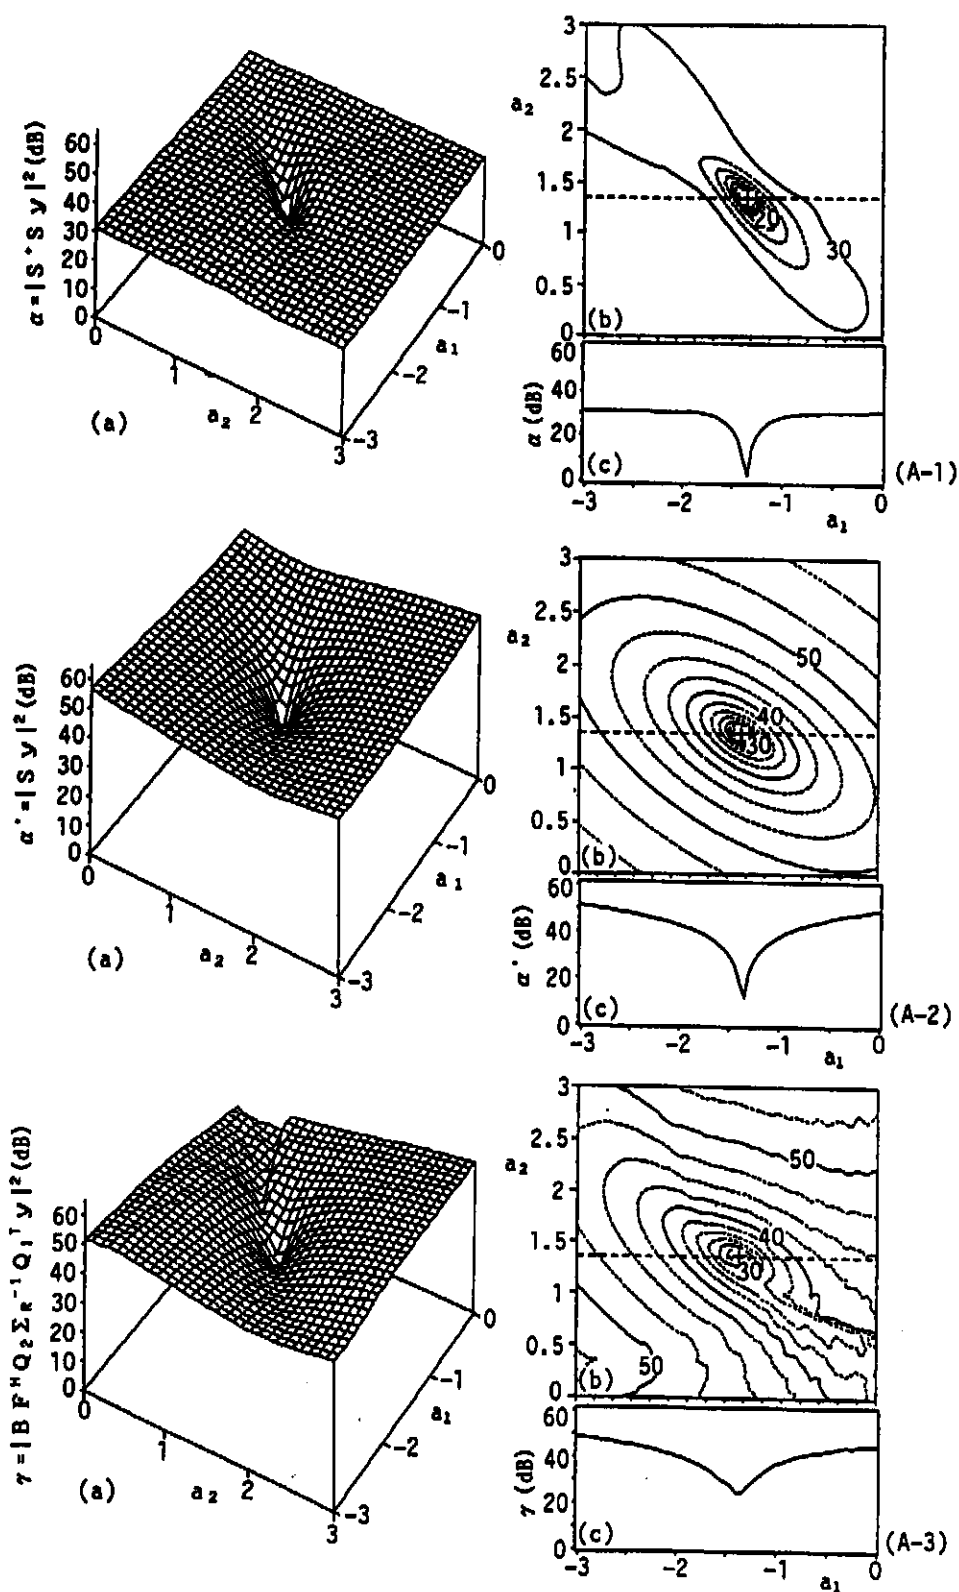 α=|S⁺S y|²(dB)
60
50
40
30
20
10
0
0
1
2
3
a₂
0
-1
-2
-3
a₁
(a)
3
2.5
2
1.5
1
0.5
0
a₂
20
30
(b)
60
40
20
0
α (dB)
(c)
-3 -2 -1 0
a₁
(A-1)
α'=|S y|²(dB)
60
50
40
30
20
10
0
0
1
2
3
a₂
0
-1
-2
-3
a₁
(a)
3
2.5
2
1.5
1
0.5
0
a₂
50
40
30
(b)
60
40
20
0
α' (dB)
(c)
-3 -2 -1 0
a₁
(A-2)
γ=|B FᴴQ₂Σ_R⁻¹Q₁ᵀy|²(dB)
60
50
40
30
20
10
0
0
1
2
3
a₂
0
-1
-2
-3
a₁
(a)
3
2.5
2
1.5
1
0.5
0
a₂
50
40
30
50
(b)
60
40
20
0
γ (dB)
(c)
-3 -2 -1 0
a₁
(A-3)